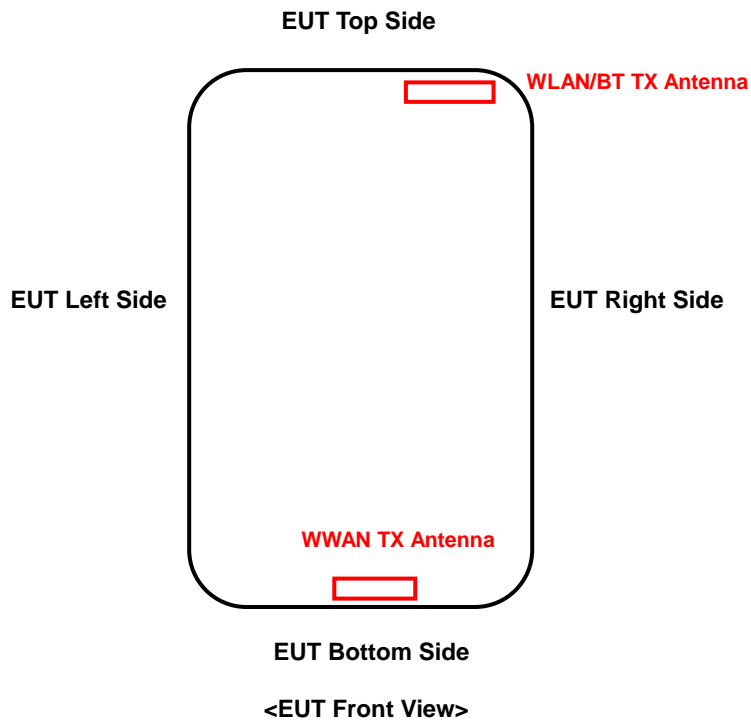 EUT Top Side
WLAN/BT TX Antenna
EUT Left Side
EUT Right Side
WWAN TX Antenna
EUT Bottom Side
<EUT Front View>